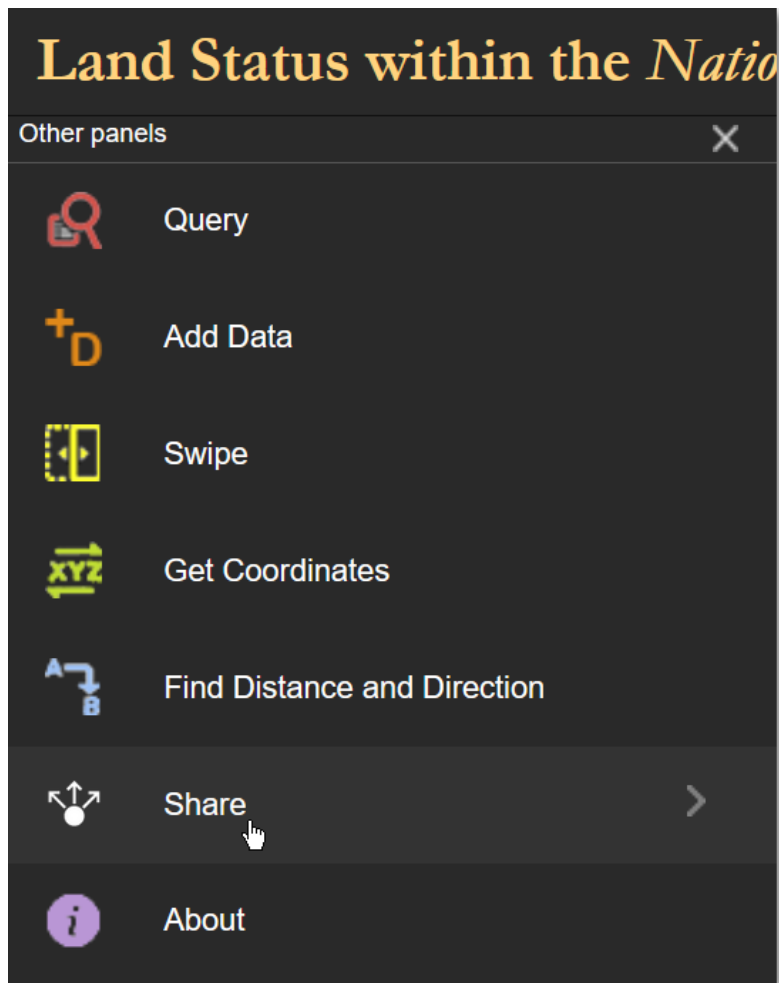 Land Status within the Natio
Other panels
Query
+D
Add Data
Swipe
XYZ
Get Coordinates
A
B
Find Distance and Direction
Share
i
About